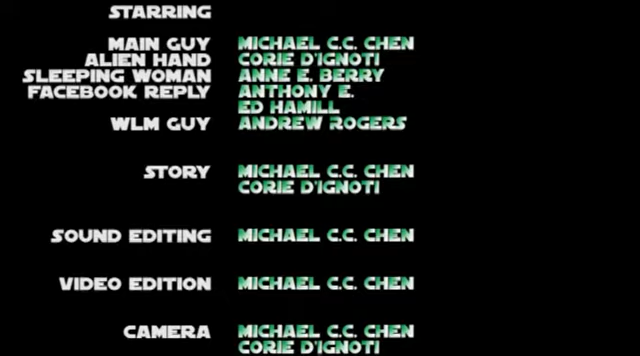 STARRING
MAIN GUY MICHAEL C.C. CHEN
ALIEN HAND CORIE D'IGNOTI
SLEEPING WOMAN ANNE E. BERRY
FACEBOOK REPLY ANTHONY E.
ED HAMILL
WLM GUY ANDREW ROGERS
STORY MICHAEL C.C. CHEN
CORIE D'IGNOTI
SOUND EDITING MICHAEL C.C. CHEN
VIDEO EDITION MICHAEL C.C. CHEN
CAMERA MICHAEL C.C. CHEN
CORIE D'IGNOTI